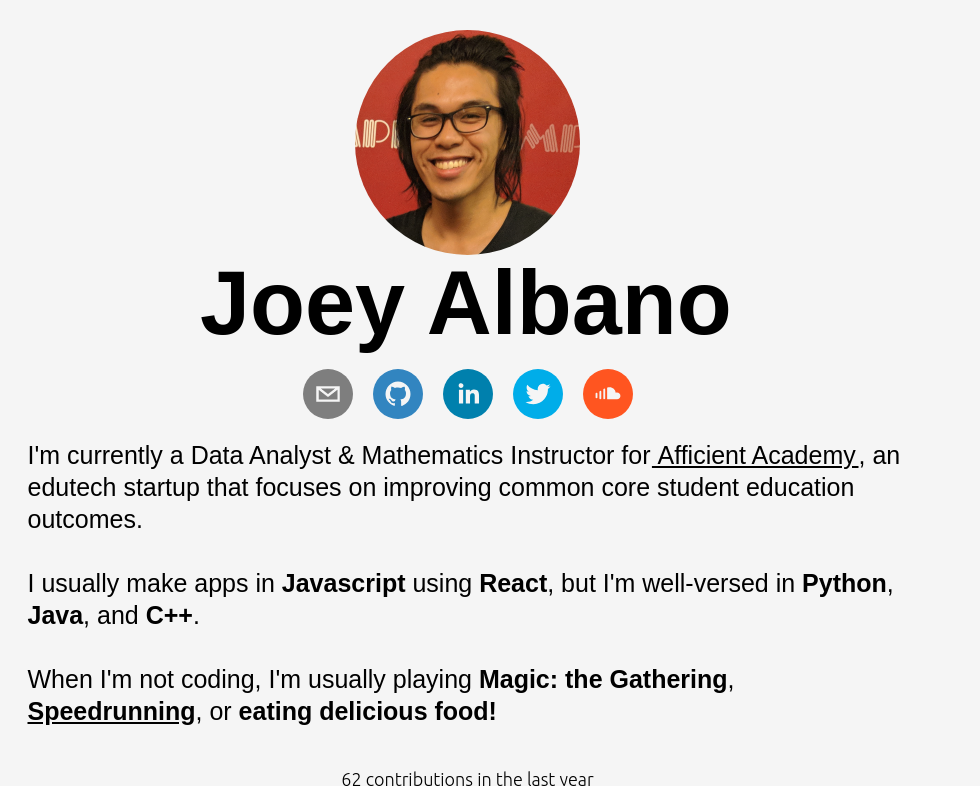 Joey Albano
I'm currently a Data Analyst & Mathematics Instructor for Afficient Academy, an
edutech startup that focuses on improving common core student education
outcomes.
I usually make apps in Javascript using React, but I'm well-versed in Python,
Java, and C++.
When I'm not coding, I'm usually playing Magic: the Gathering,
Speedrunning, or eating delicious food!
62 contributions in the last year